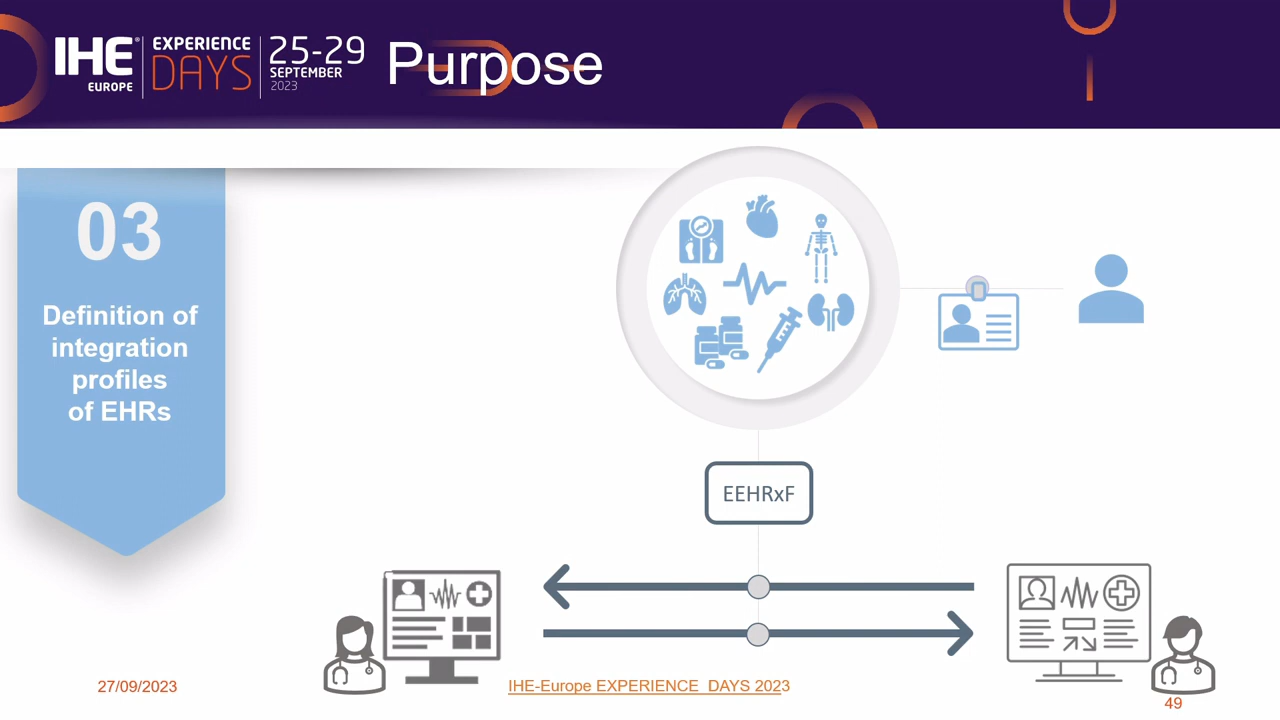 IHE®
EUROPE
EXPERIENCE
DAYS
25-29
SEPTEMBER
2023
Purpose
03
Definition of
integration
profiles
of EHRs
EEHRxF
27/09/2023
IHE-Europe EXPERIENCE DAYS 2023
49